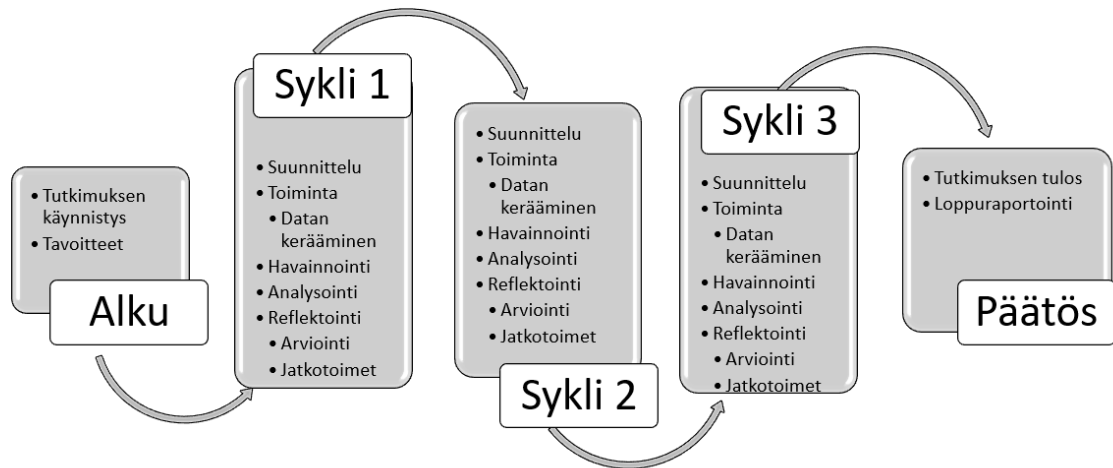 • Tutkimuksen
käynnistys
• Tavoitteet
Alku
Sykli 1
• Suunnittelu
• Toiminta
• Datan
kerääminen
• Havainnointi
• Analysointi
• Reflektointi
• Arviointi
• Jatkotoimet
• Suunnittelu
• Toiminta
• Datan
kerääminen
• Havainnointi
• Analysointi
• Reflektointi
• Arviointi
• Jatkotoimet
Sykli 2
Sykli 3
• Suunnittelu
• Toiminta
• Datan
kerääminen
• Havainnointi
• Analysointi
• Reflektointi
• Arviointi
• Jatkotoimet
• Tutkimuksen tulos
• Loppuraportointi
Päätös